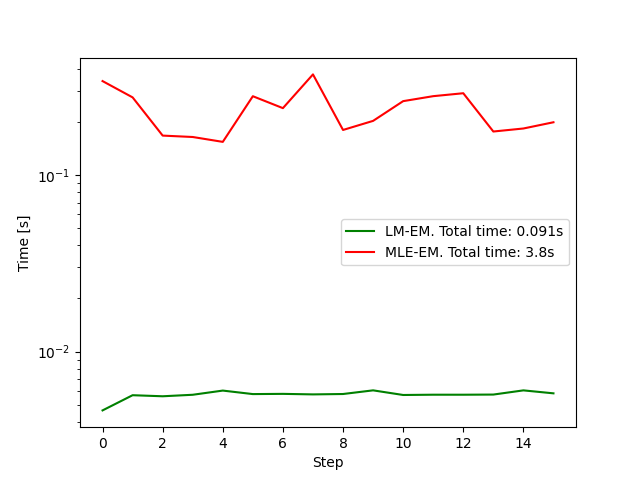 10⁻¹
10⁻²
Time [s]
LM-EM. Total time: 0.091s
MLE-EM. Total time: 3.8s
0 2 4 6 8 10 12 14
Step